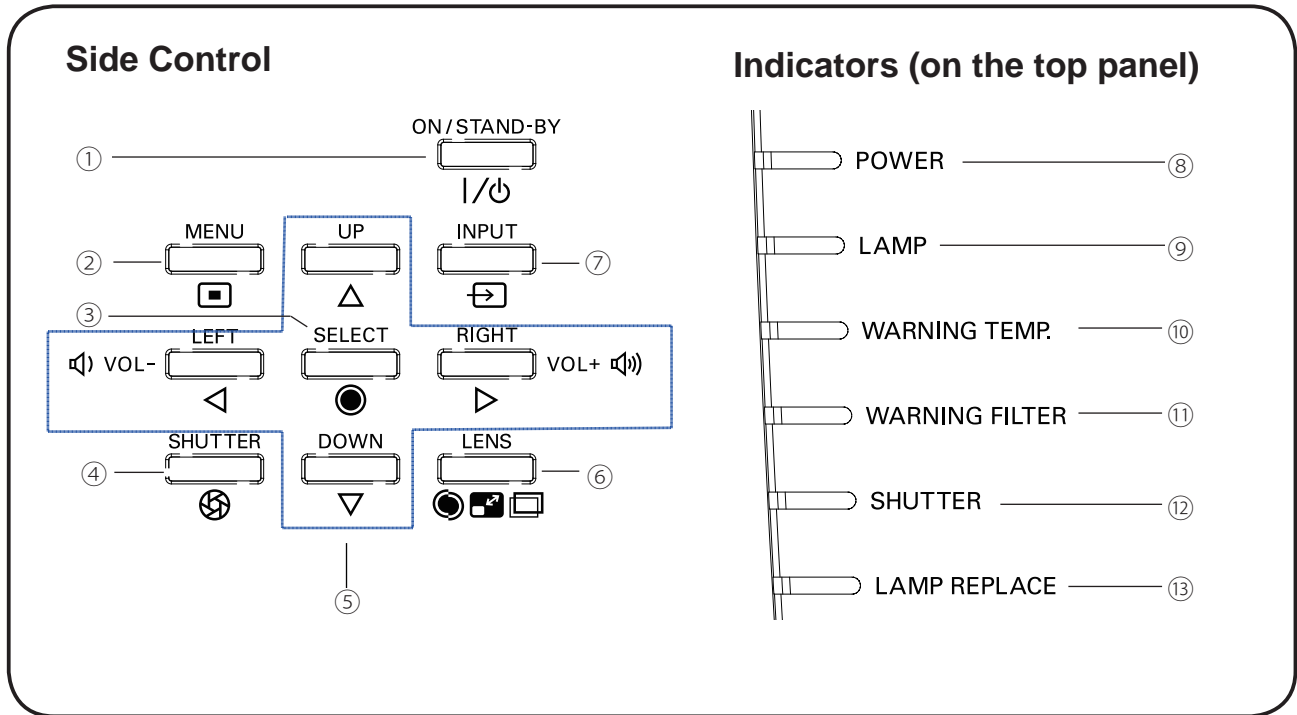 Side Control
Indicators (on the top panel)
ON/STAND-BY
①
MENU
UP
INPUT
②
⑦
③
LEFT
SELECT
RIGHT
VOL-
VOL+
SHUTTER
DOWN
LENS
④
⑥
⑤
POWER
⑧
LAMP
⑨
WARNING TEMP.
⑩
WARNING FILTER
⑪
SHUTTER
⑫
LAMP REPLACE
⑬